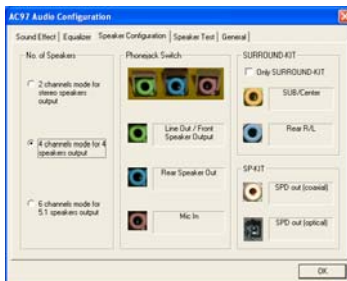 AC97 Audio Configuration
Sound Effect | Equalizer | Speaker Configuration | Speaker Test | General |
No. of Speakers
2 channels mode for
stereo speakers
output
4 channels mode for 4
speakers output
6 channels mode for
5.1 speakers output
Phonejack Switch
Line Out / Front
Speaker Output
Rear Speaker Out
Mic In
SURROUND-KIT
Only SURROUND-KIT
SUB/Center
Rear R/L
SP-KIT
SPD out (coaxial)
SPD out (optical)
OK